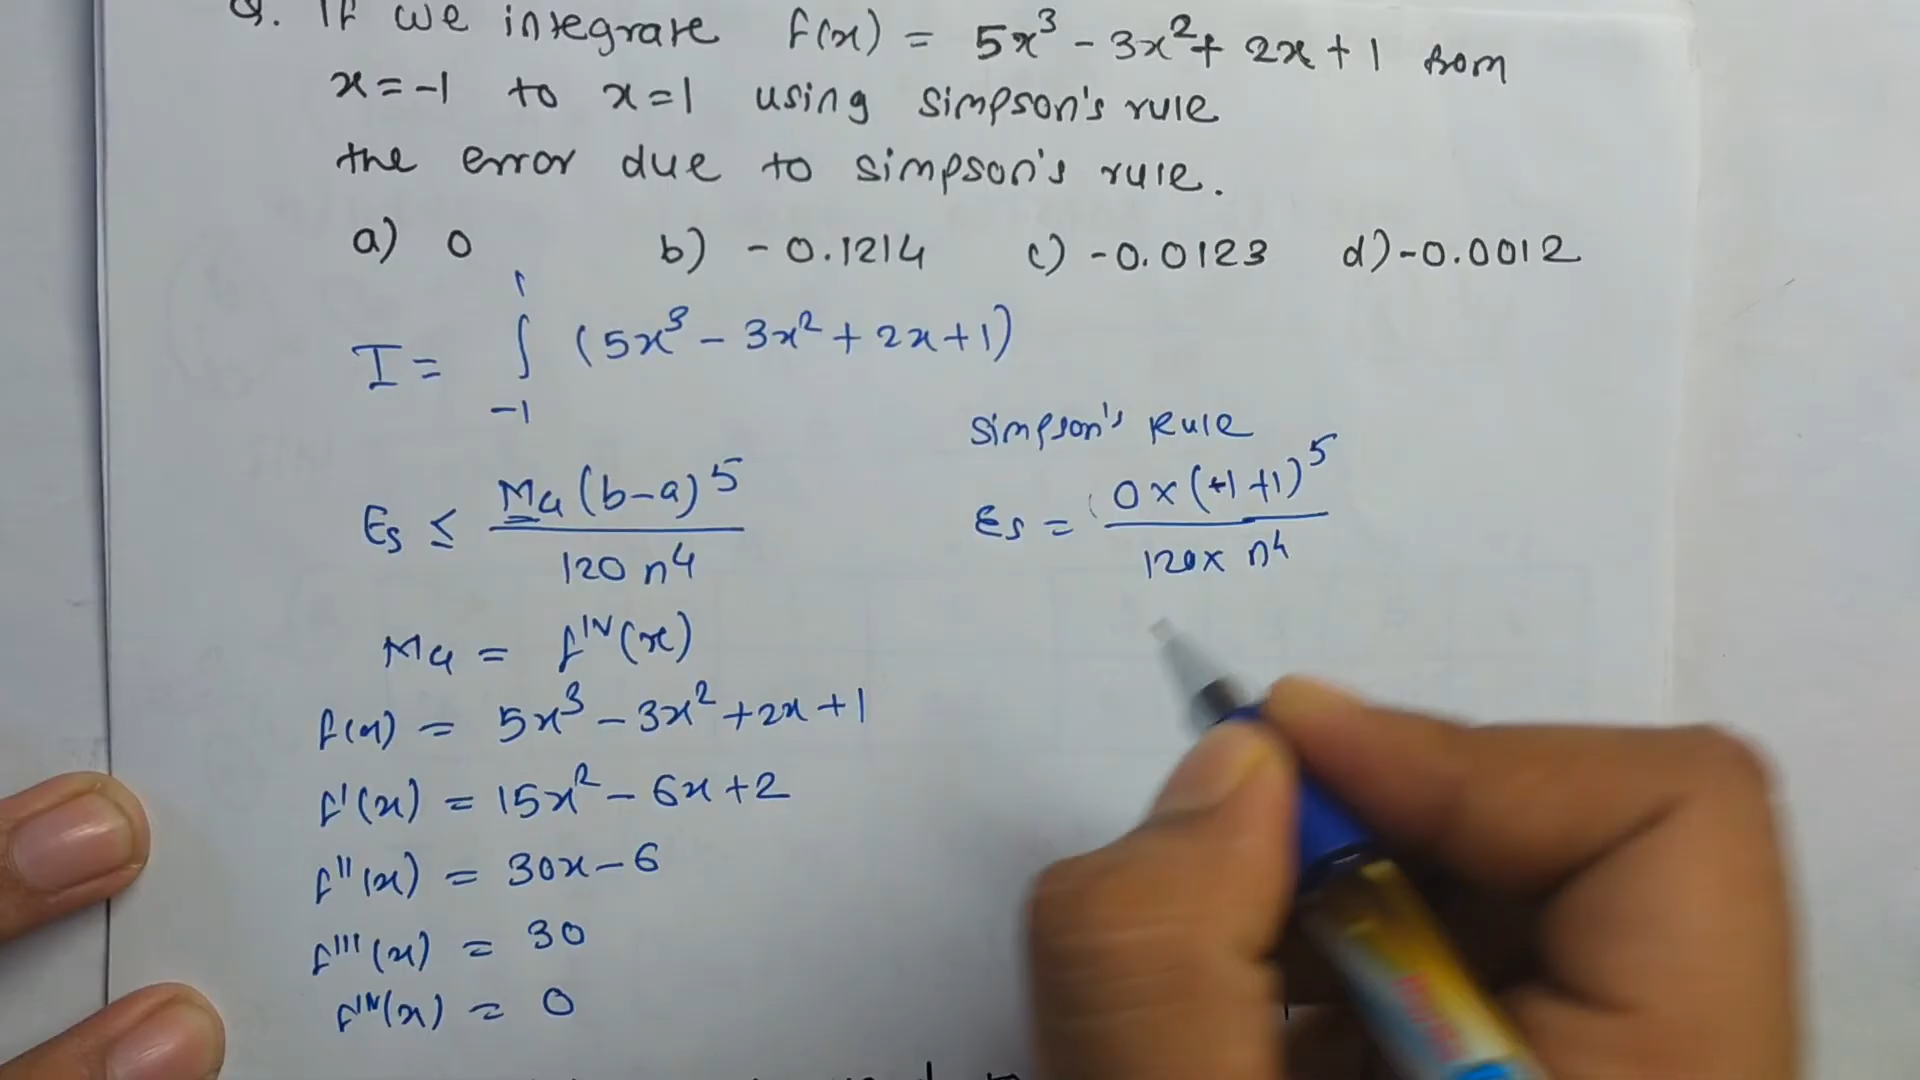 Q. If we integrate f(x) = 5x³ - 3x² + 2x + 1 from
x = -1 to x = 1 using simpson's rule
the error due to simpson's rule.
a) 0 b) -0.1214 c) -0.0123 d) -0.0012
I = ∫₋₁¹ (5x³ - 3x² + 2x + 1)
simpson's Rule
Es ≤ M4 (b-a)⁵ / 120 n⁴
Es = 0 x (+1 +1)⁵ / 120 x n⁴
M4 = f^IV(x)
f(x) = 5x³ - 3x² + 2x + 1
f'(x) = 15x² - 6x + 2
f''(x) = 30x - 6
f'''(x) = 30
f^IV(x) = 0